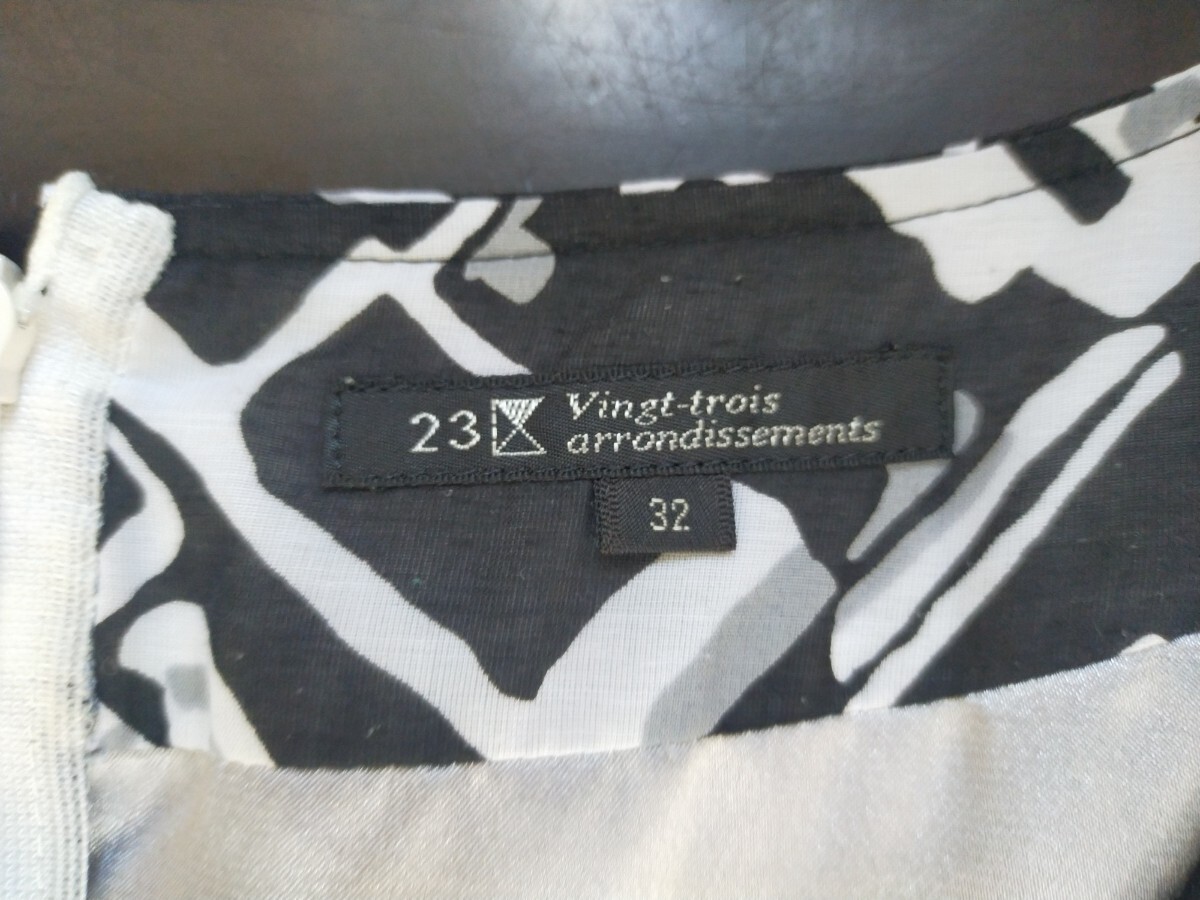 23 Vingt-trois
arrondissements
32